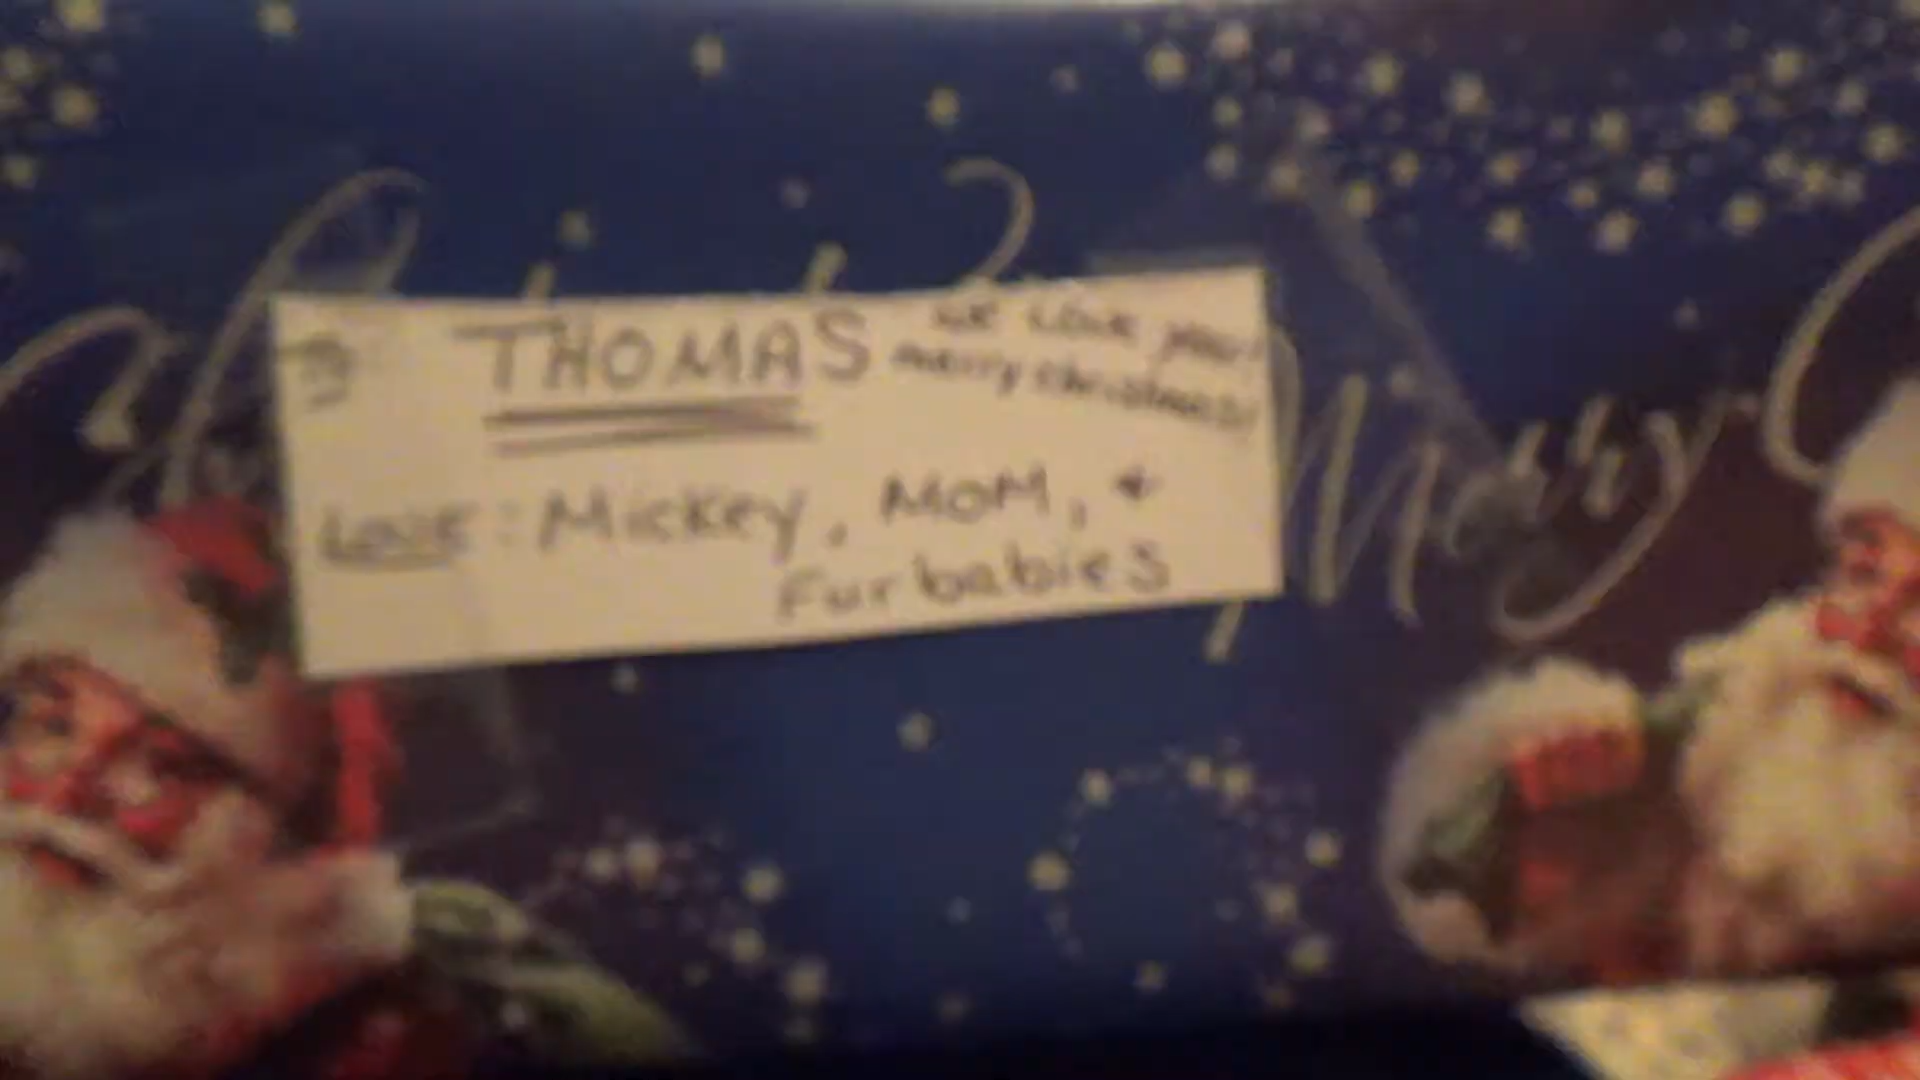 THOMAS
we Love you!
merry christmas!
Love: Mickey, MOM, +
Furbabies
Merry